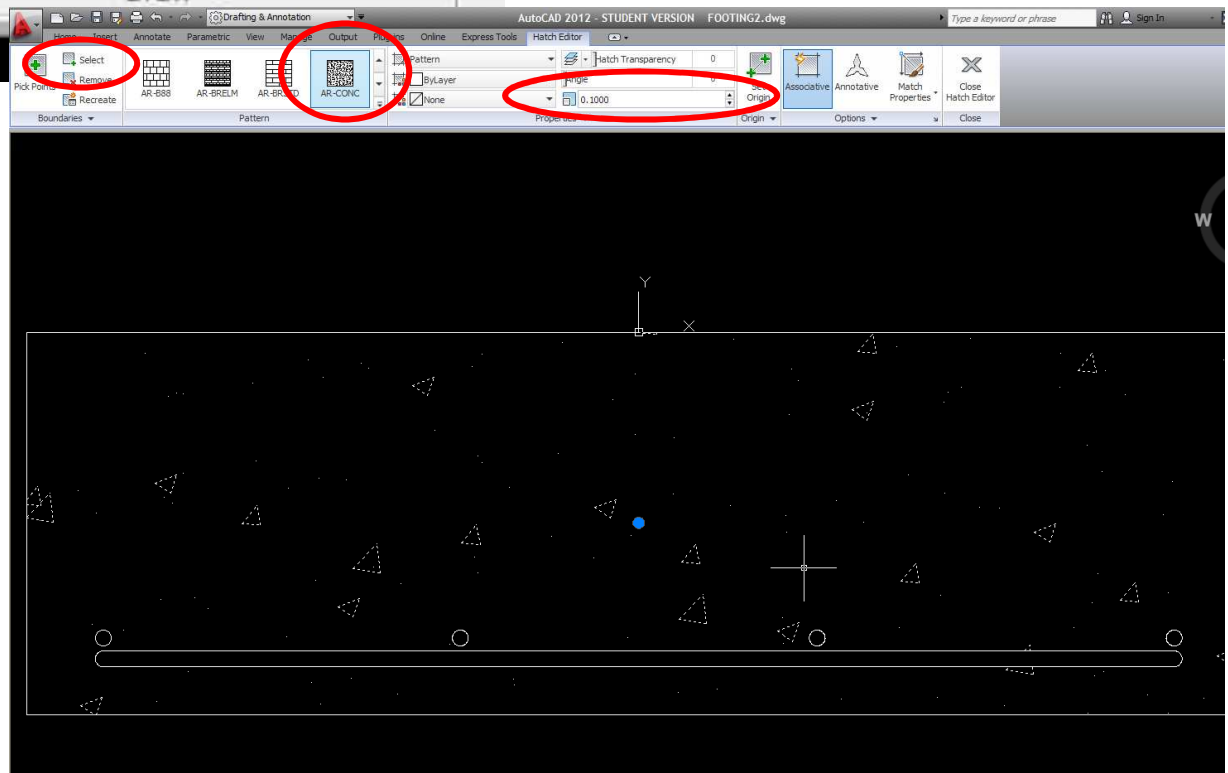 Drafting & Annotation
AutoCAD 2012 - STUDENT VERSION FOOTING2.dwg
Type a keyword or phrase
Sign In
Home Insert Annotate Parametric View Manage Output Plug-ins Online Express Tools Hatch Editor
Pick Points
Select
Remove
Recreate
AR-B88
AR-BRELM
AR-BRSTD
AR-CONC
Pattern
ByLayer
None
Hatch Transparency 0
Angle 0
0.1000
Set
Origin
Associative
Annotative
Match
Properties
Close
Hatch Editor
Boundaries
Pattern
Properties
Origin
Options
Close
W
Y
X